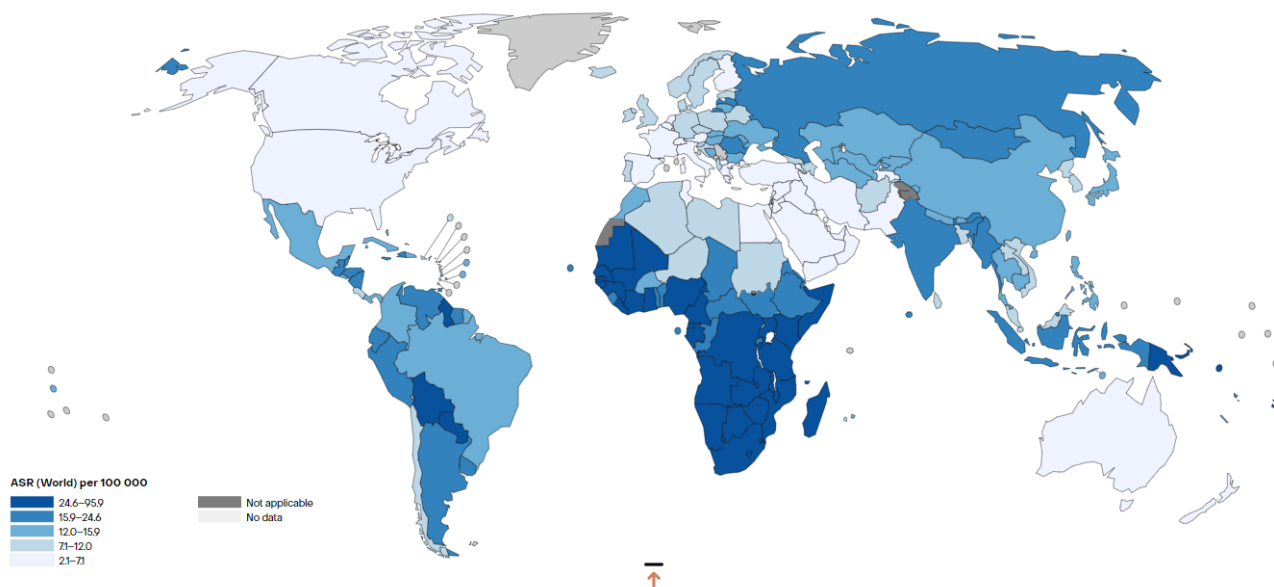 ASR (World) per 100 000
24.6–95.9
15.9–24.6
12.0–15.9
7.1–12.0
2.1–7.1
Not applicable
No data